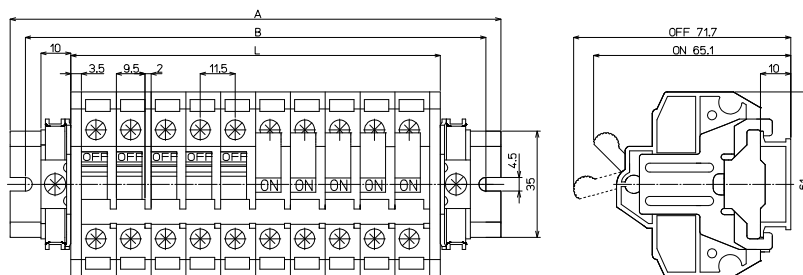 A
B
L
10
3.5
9.5
2
11.5
OFF OFF OFF OFF OFF
ON ON ON ON ON
4.5
35
OFF 71.7
ON 65.1
10